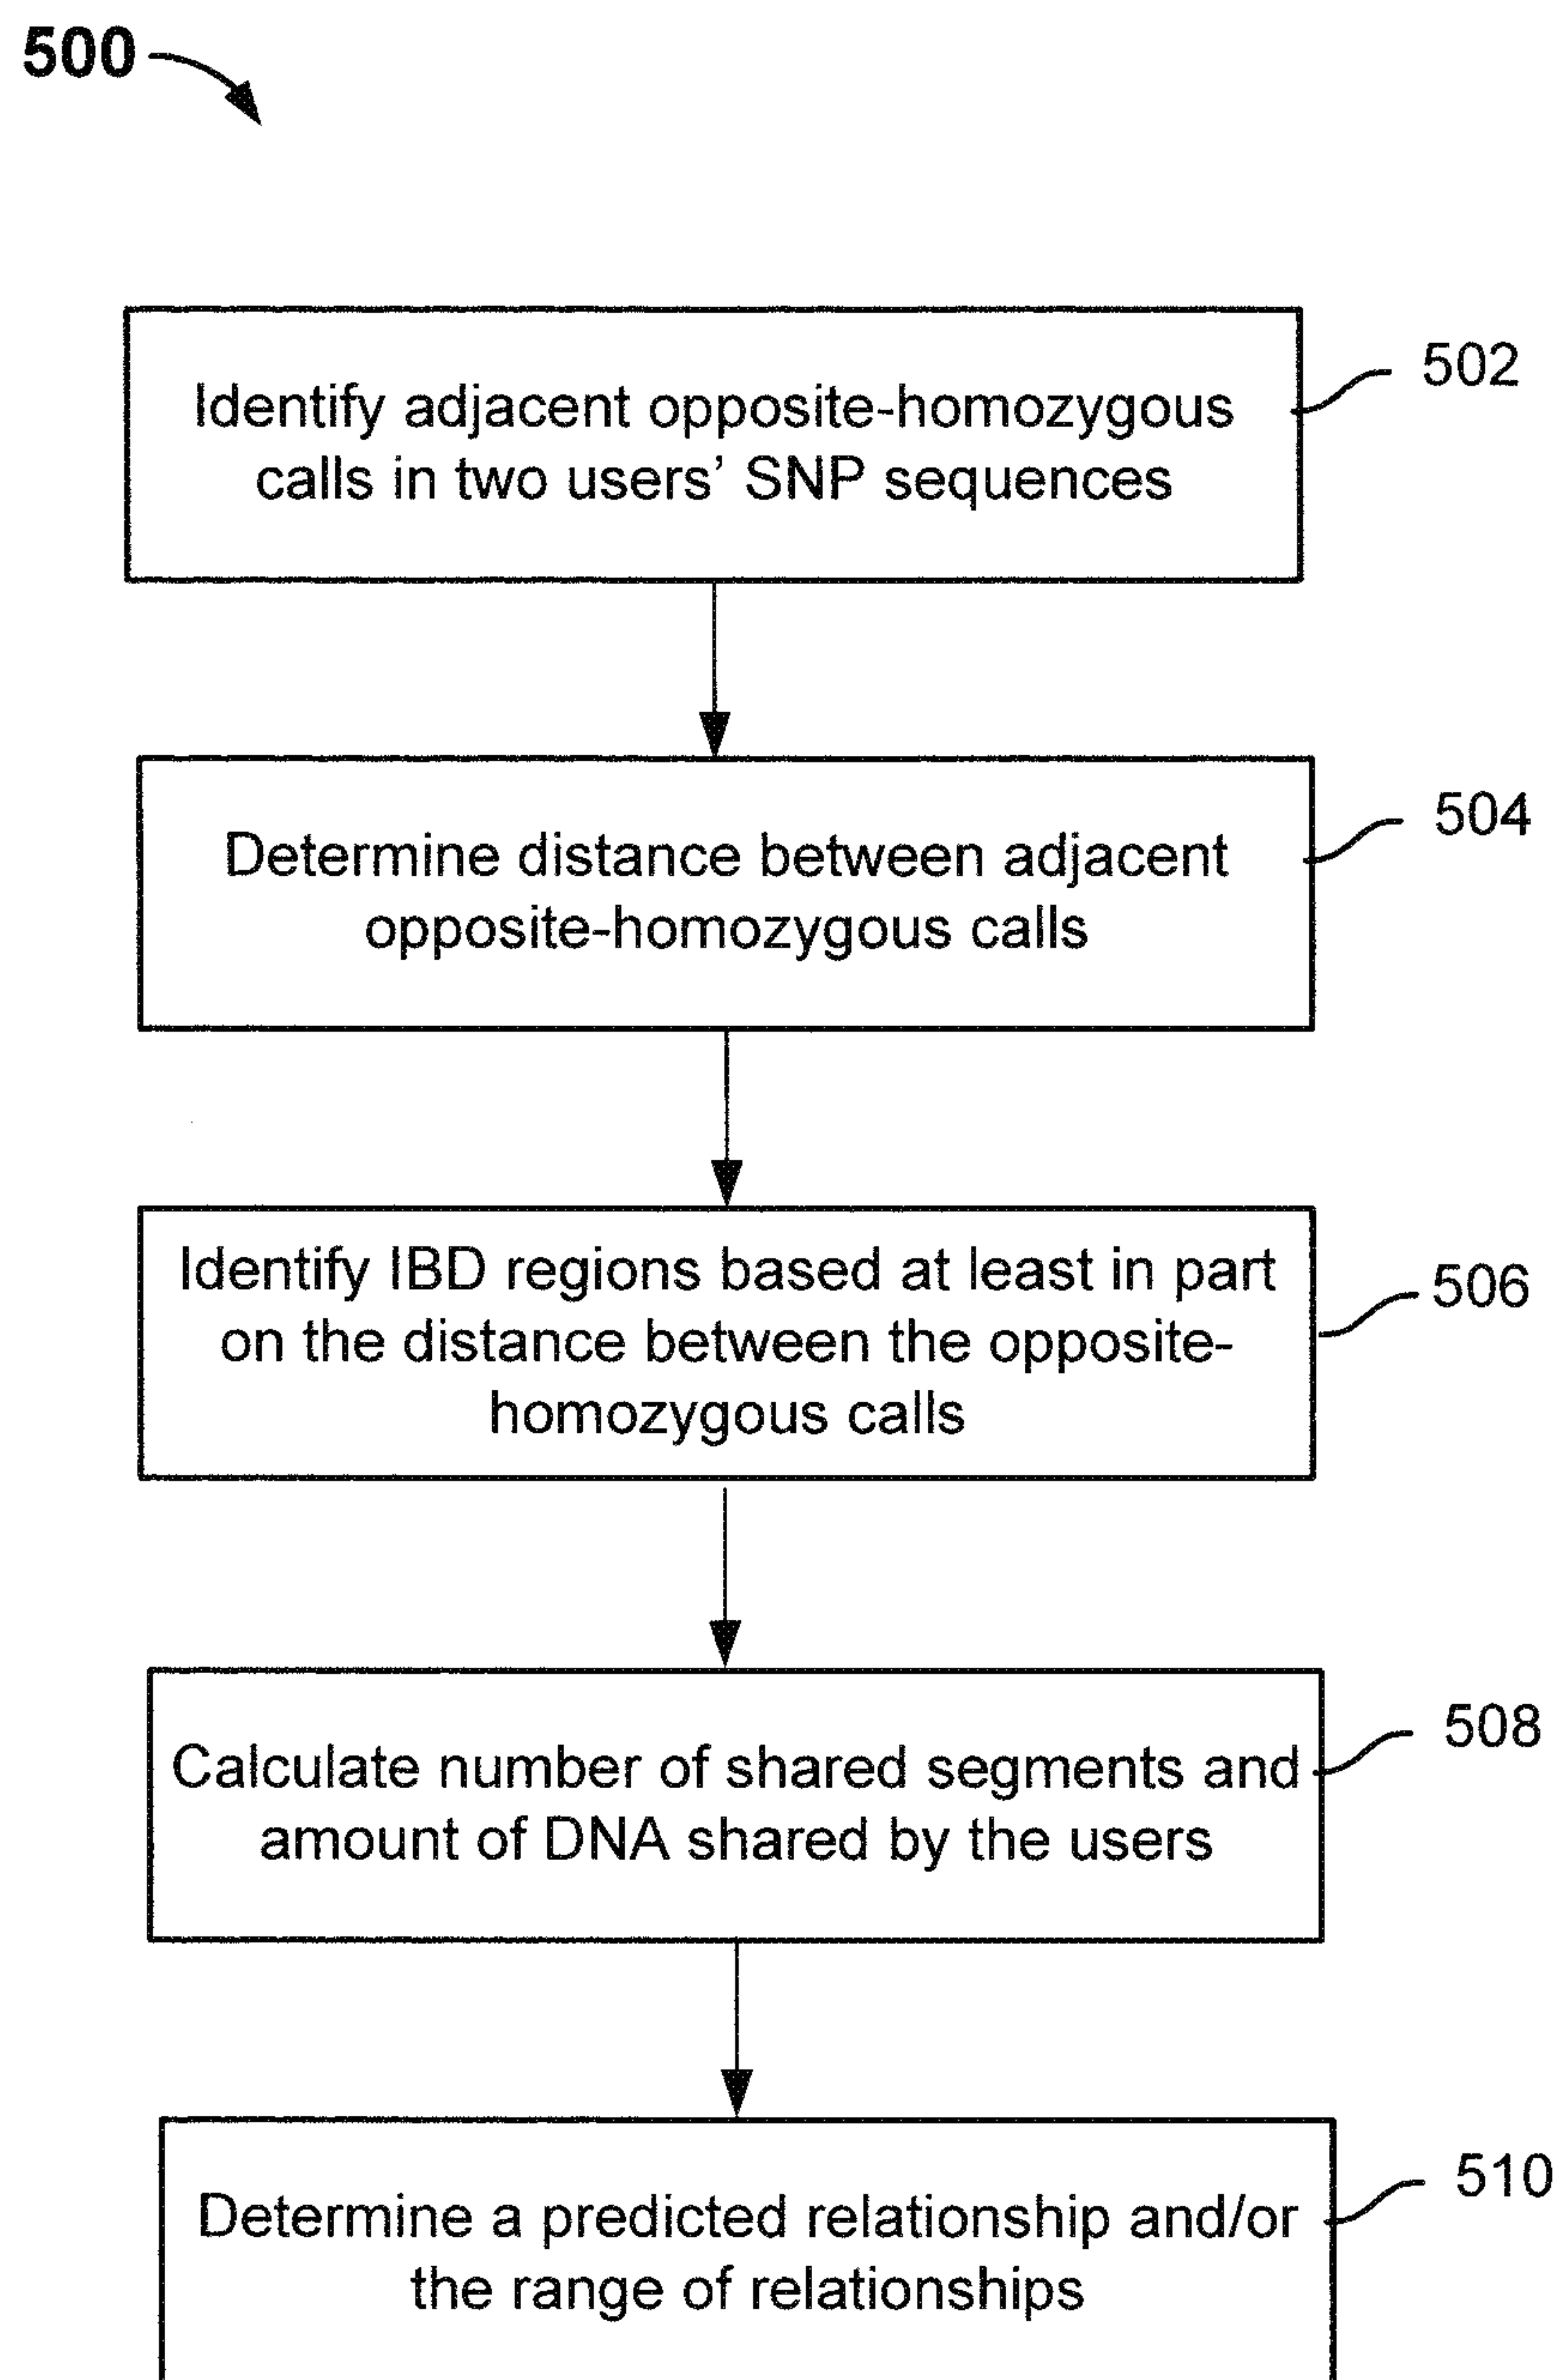 500
Identify adjacent opposite-homozygous
calls in two users' SNP sequences
502
Determine distance between adjacent
opposite-homozygous calls
504
Identify IBD regions based at least in part
on the distance between the opposite-
homozygous calls
506
Calculate number of shared segments and
amount of DNA shared by the users
508
Determine a predicted relationship and/or
the range of relationships
510